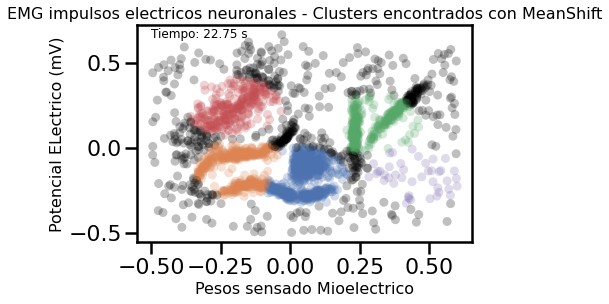 EMG impulsos electricos neuronales - Clusters encontrados con MeanShift
Tiempo: 22.75 s
Potencial ELectrico (mV)
0.5
0.0
−0.5
−0.50 −0.25 0.00 0.25 0.50
Pesos sensado Mioelectrico